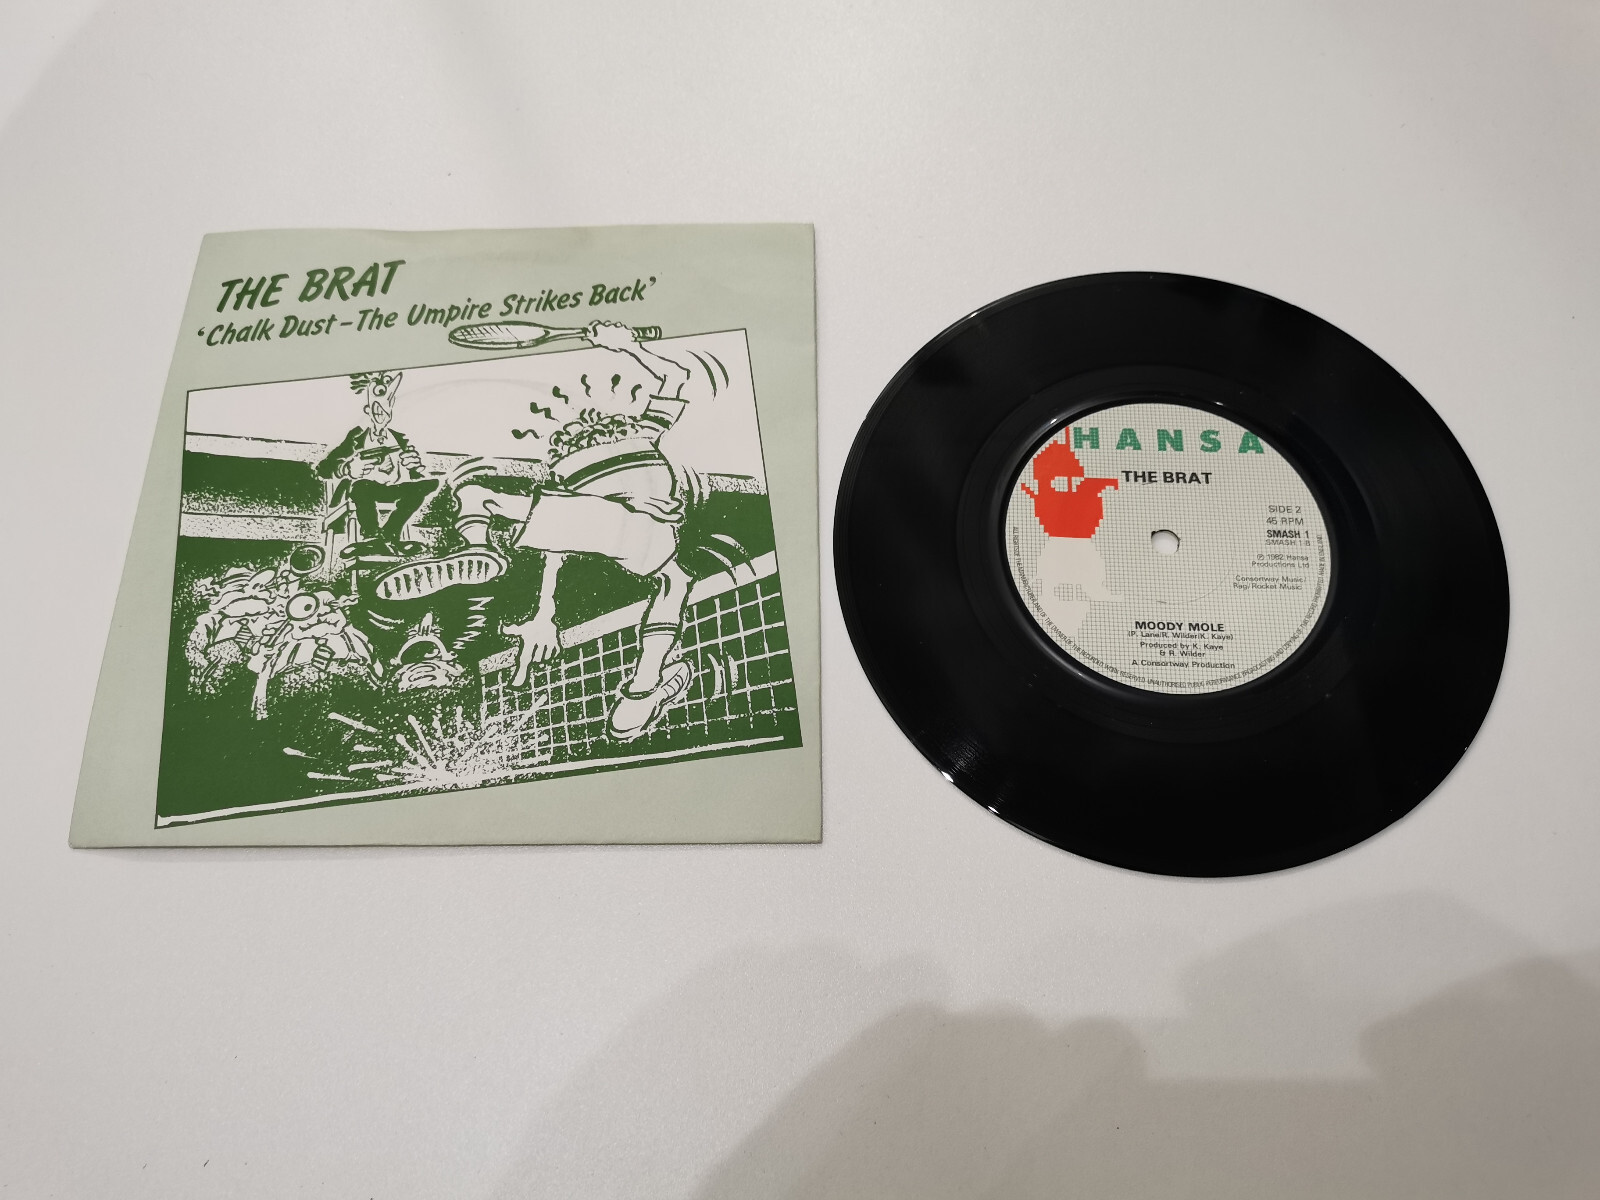 THE BRAT
‘Chalk Dust – The Umpire Strikes Back’
HANSA
THE BRAT
SIDE 2
45 RPM
SMASH 1
SMASH 1 B
℗ 1982 Hansa
Productions Ltd
Consortway Music/
Rag/Rocket Music
MOODY MOLE
(P. Lane/R. Wilder/K. Kaye)
Produced by K. Kaye
& R. Wilder
A Consortway Production